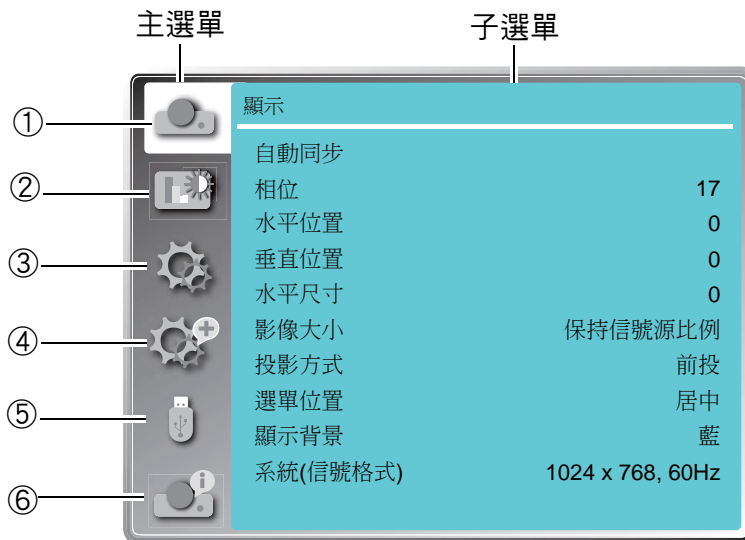 主選單 子選單
① 顯示
自動同步
② 相位 17
水平位置 0
③ 垂直位置 0
水平尺寸 0
④ 影像大小 保持信號源比例
投影方式 前投
⑤ 選單位置 居中
顯示背景 藍
⑥ 系統(信號格式) 1024 x 768, 60Hz